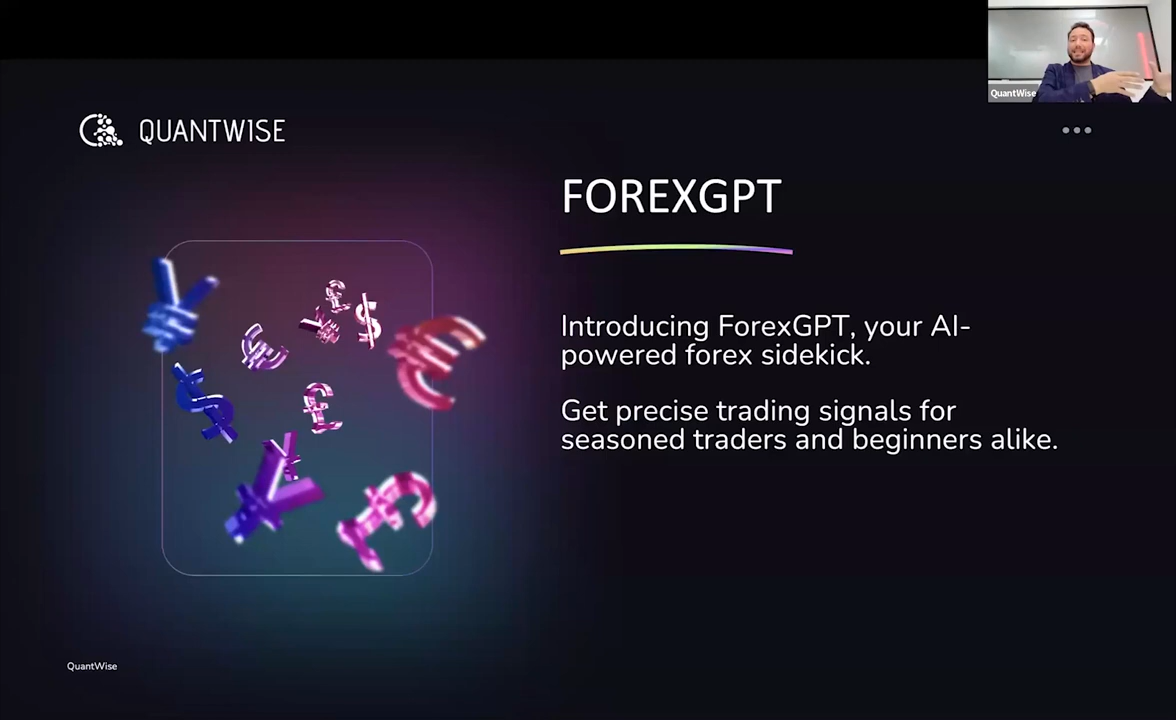 QuantWise
QUANTWISE
FOREXGPT
Introducing ForexGPT, your AI-
powered forex sidekick.
Get precise trading signals for
seasoned traders and beginners alike.
QuantWise